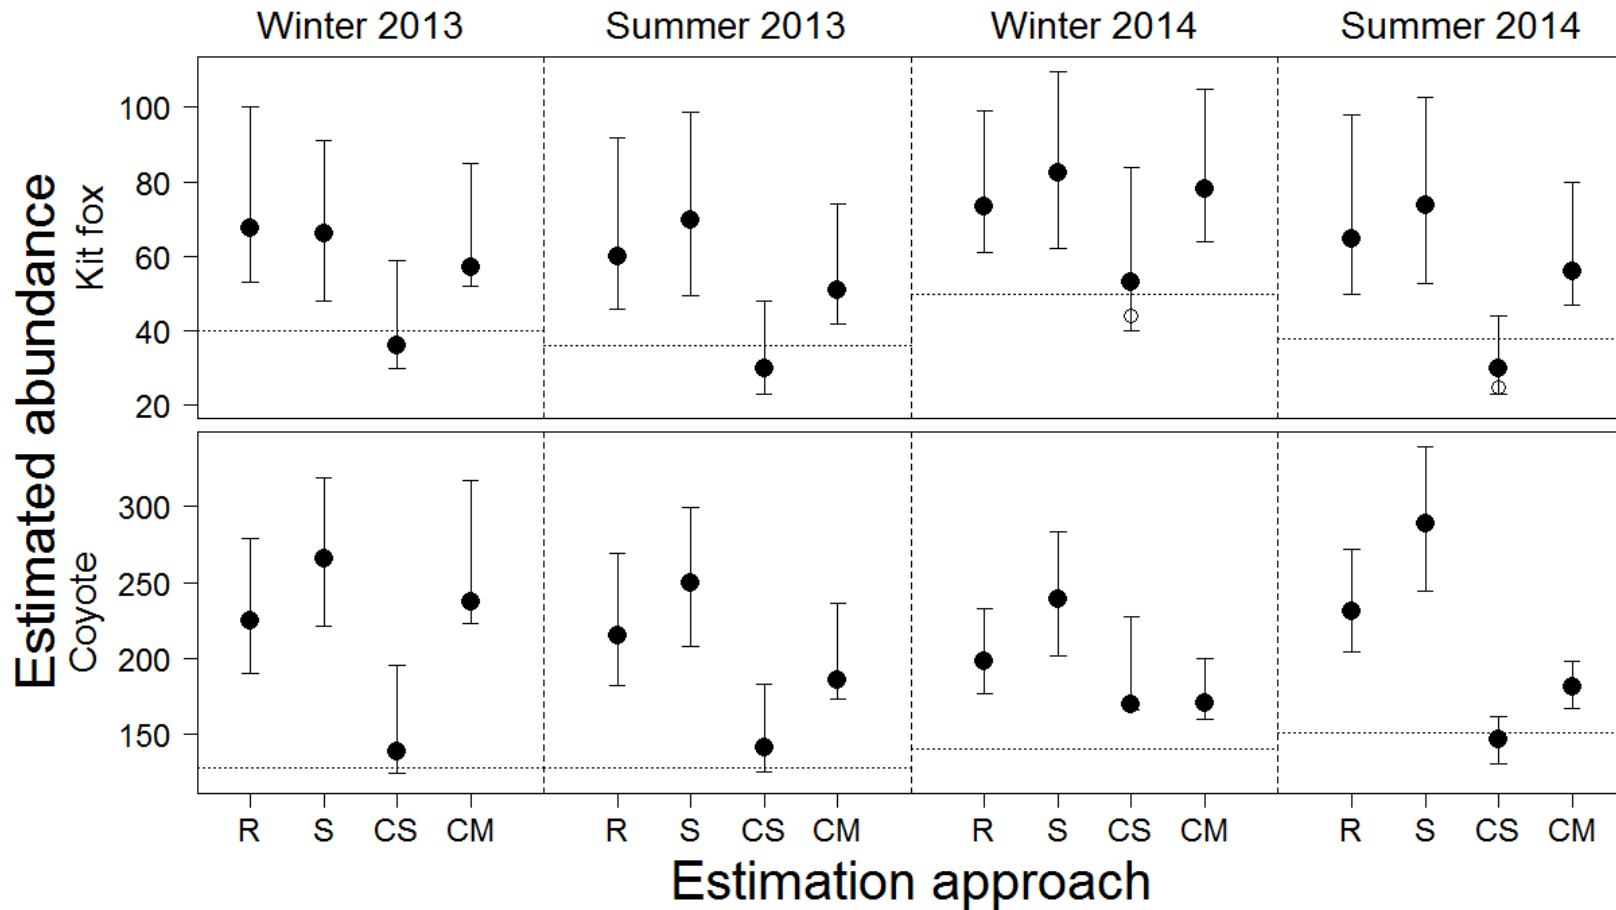 Winter 2013 Summer 2013 Winter 2014 Summer 2014
Estimated abundance
Kit fox
100
80
60
40
20
Coyote
300
250
200
150
R S CS CM R S CS CM R S CS CM R S CS CM
Estimation approach